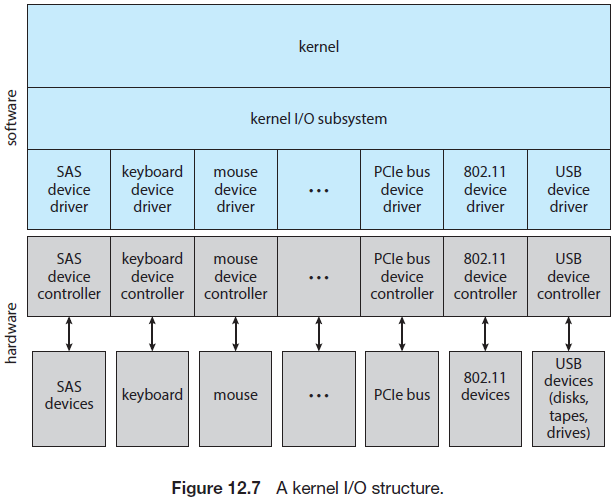 kernel
kernel I/O subsystem
software
SAS
device
driver
keyboard
device
driver
mouse
device
driver
...
PCIe bus
device
driver
802.11
device
driver
USB
device
driver
hardware
SAS
device
controller
keyboard
device
controller
mouse
device
controller
...
PCIe bus
device
controller
802.11
device
controller
USB
device
controller
SAS
devices
keyboard
mouse
...
PCIe bus
802.11
devices
USB
devices
(disks,
tapes,
drives)
Figure 12.7 A kernel I/O structure.